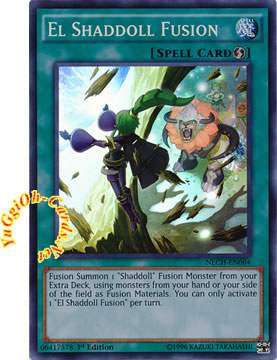 EL SHADDOLL FUSION
[SPELL CARD]
YuGiOh-Cards.Net
NECH-EN064
Fusion Summon 1 "Shaddoll" Fusion Monster from your
Extra Deck, using monsters from your hand or your side
of the field as Fusion Materials. You can only activate
1 "El Shaddoll Fusion" per turn.
06417578 1st Edition ©1996 KAZUKI TAKAHASHI